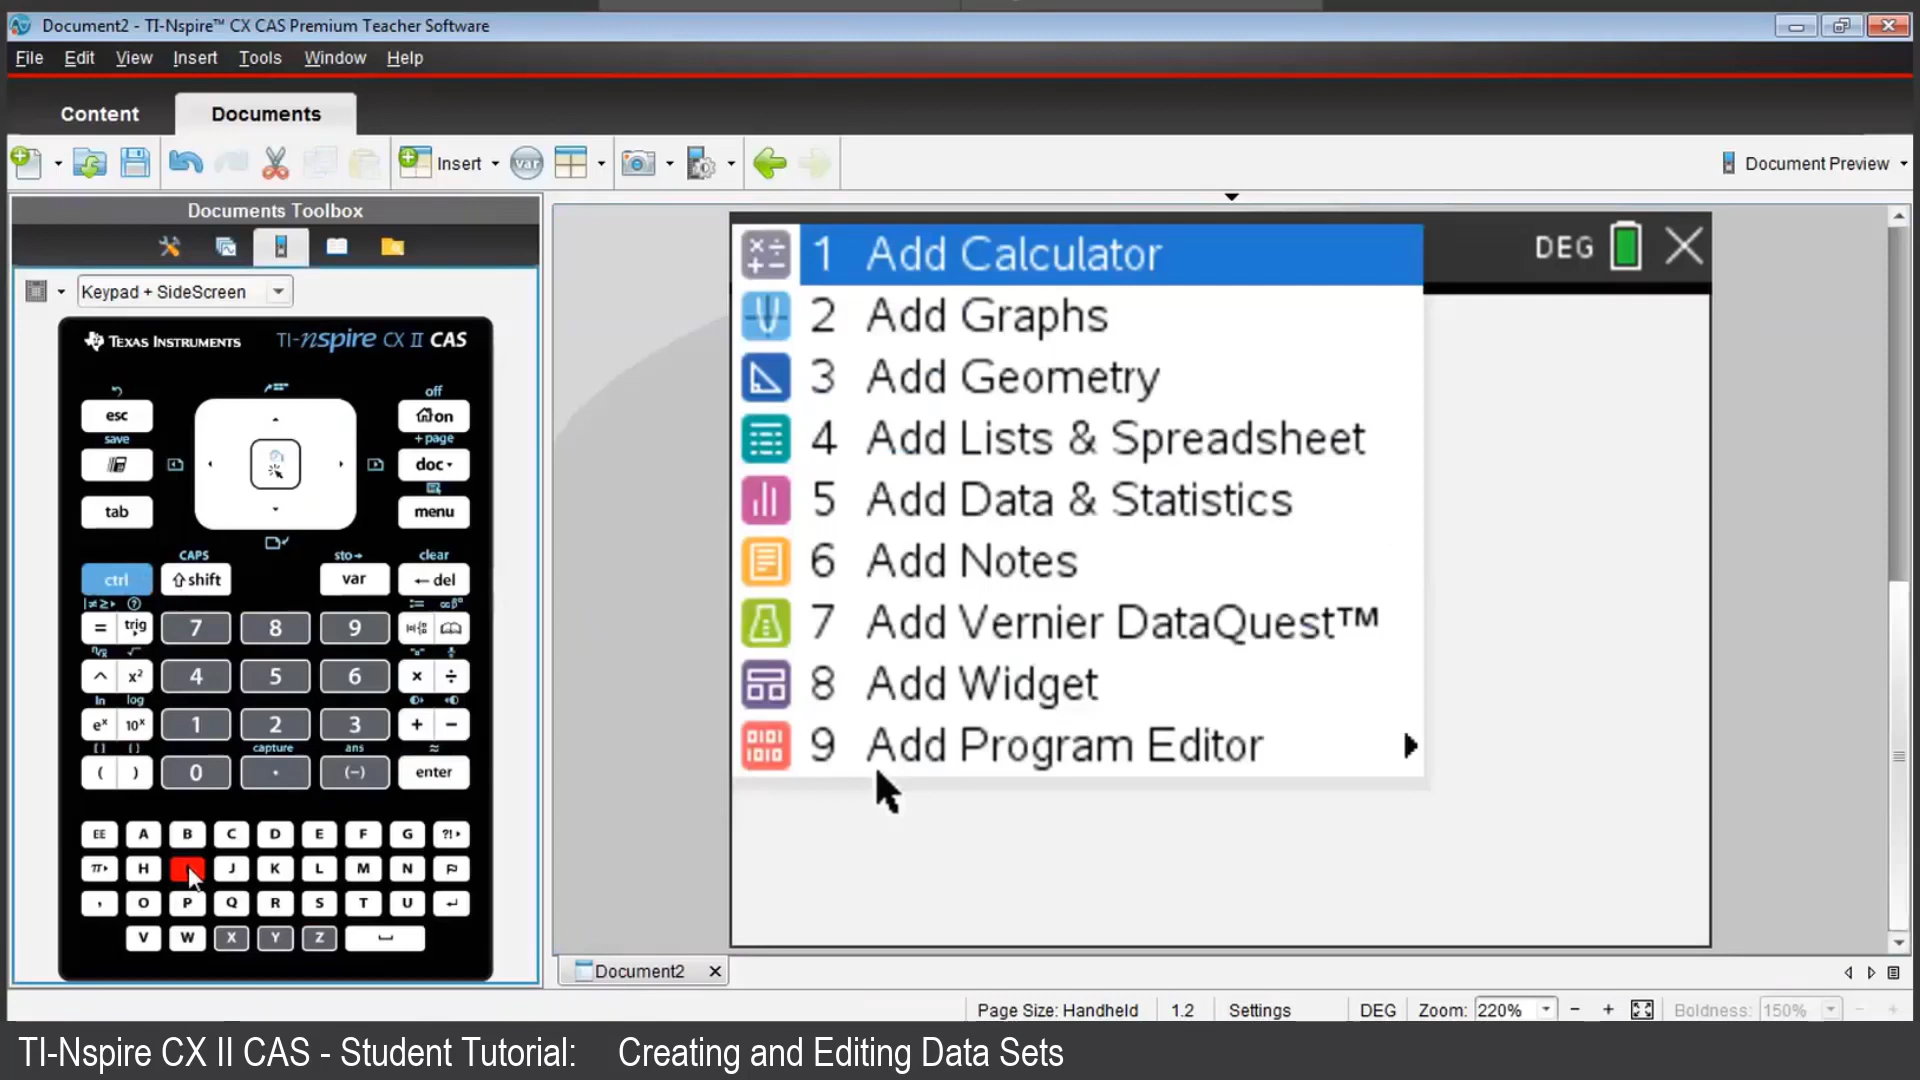 Document2 - TI-Nspire™ CX CAS Premium Teacher Software
File Edit View Insert Tools Window Help
Content Documents
Insert var Document Preview
Documents Toolbox
Keypad + SideScreen
TEXAS INSTRUMENTS TI-nspire CX II CAS
off
esc on
save +page
doc
tab menu
CAPS sto→ clear
ctrl ⇧shift var ←del
= trig 7 8 9
^ x² 4 5 6 × ÷
ln log
eˣ 10ˣ 1 2 3 + −
[ ] { } capture ans ≈
( ) 0 . (−) enter
EE A B C D E F G ?!
π H J K L M N
, O P Q R S T U
V W X Y Z
DEG
1 Add Calculator
2 Add Graphs
3 Add Geometry
4 Add Lists & Spreadsheet
5 Add Data & Statistics
6 Add Notes
7 Add Vernier DataQuest™
8 Add Widget
9 Add Program Editor
Document2
Page Size: Handheld 1.2 Settings DEG Zoom: 220% − + Boldness: 150% − +
TI-Nspire CX II CAS - Student Tutorial: Creating and Editing Data Sets